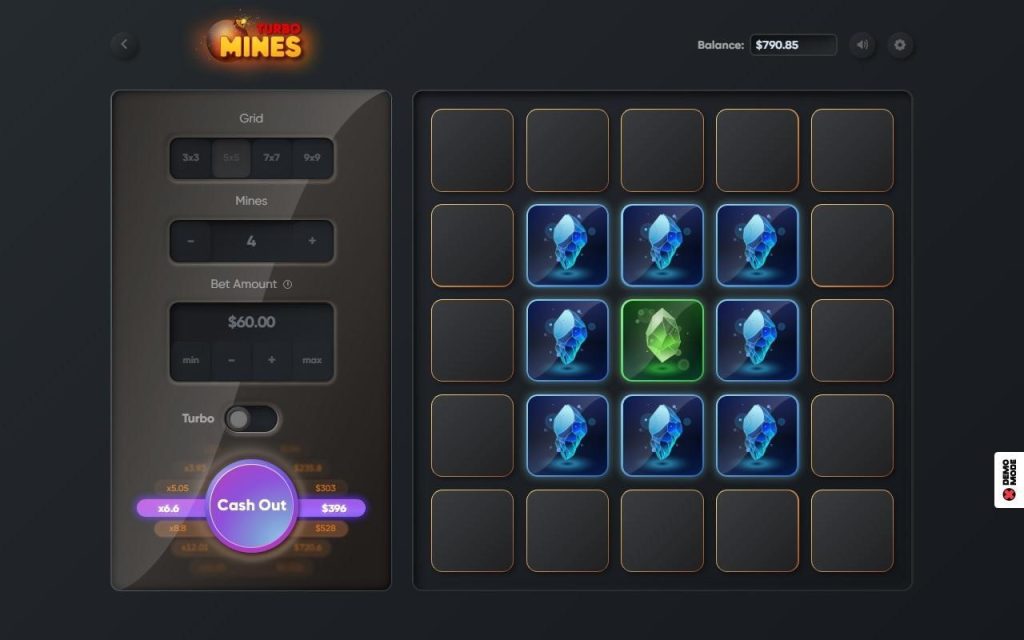 TURBO
MINES
Balance: $790.85
Grid
3x3 5x5 7x7 9x9
Mines
- 4 +
Bet Amount
$60.00
min - + max
Turbo
x3.93 $235.8
x5.05 $303
x6.6 Cash Out $396
x8.8 $528
x12.01 $720.6
DEMO
MODE